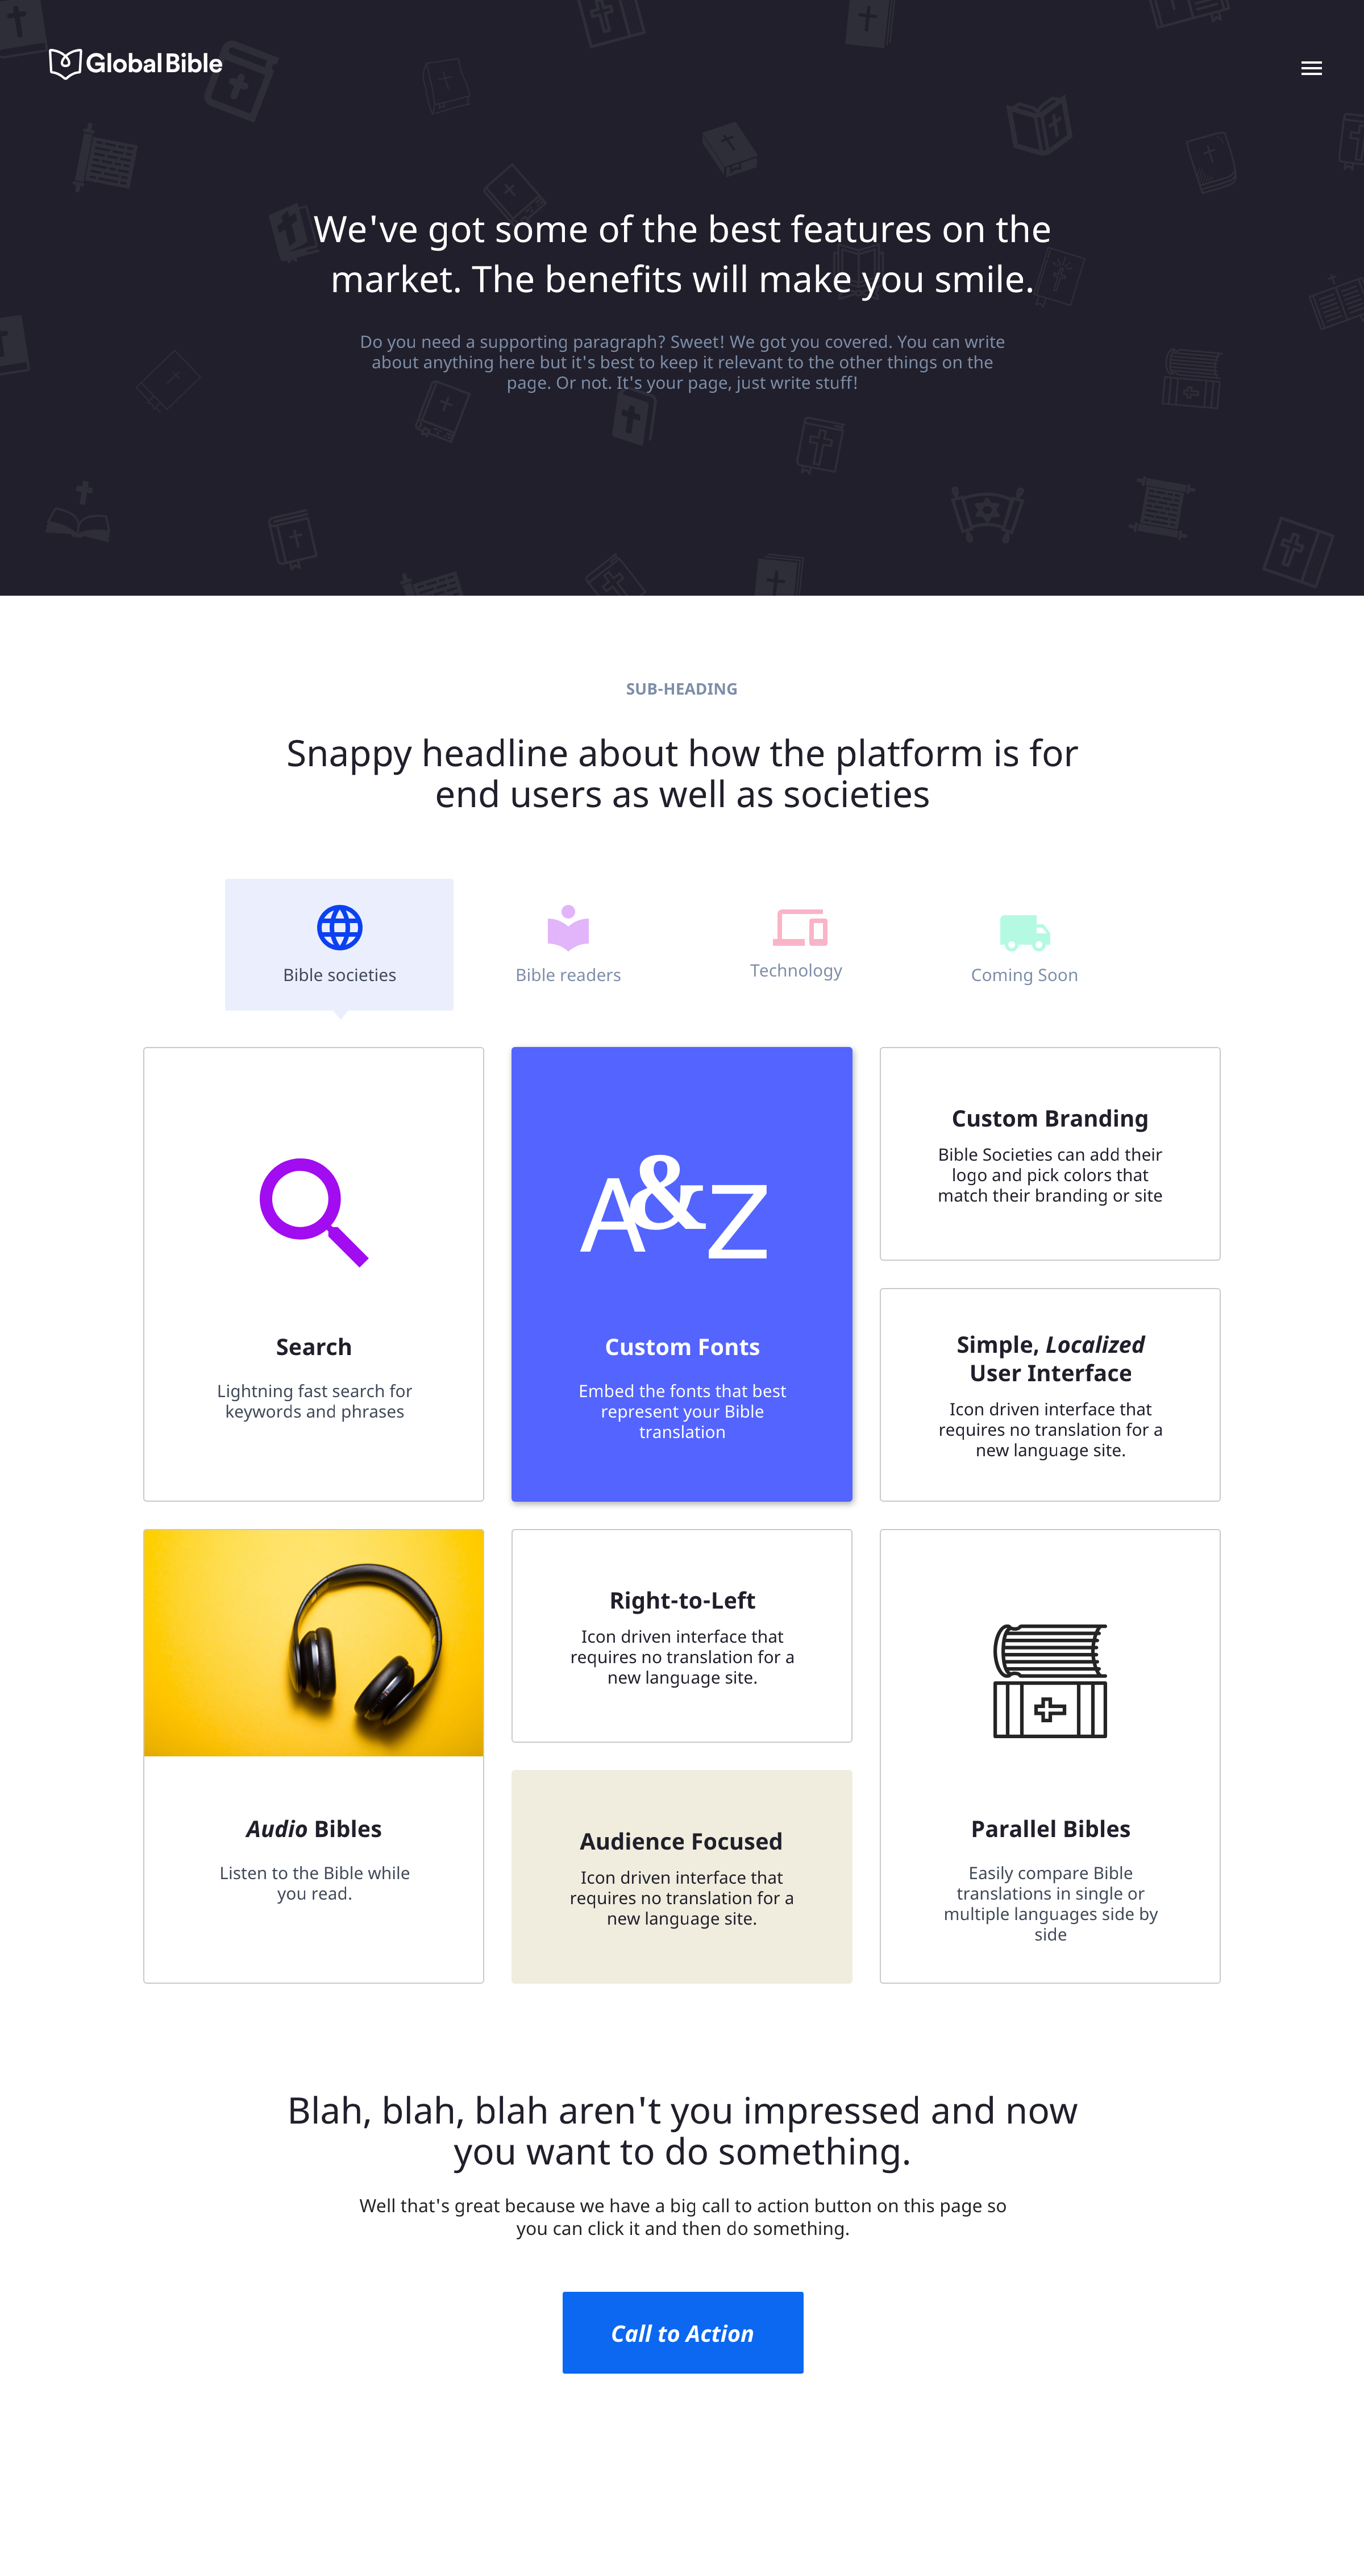 GlobalBible
We've got some of the best features on the
market. The benefits will make you smile.
Do you need a supporting paragraph? Sweet! We got you covered. You can write
about anything here but it's best to keep it relevant to the other things on the
page. Or not. It's your page, just write stuff!
SUB-HEADING
Snappy headline about how the platform is for
end users as well as societies
Bible societies
Bible readers
Technology
Coming Soon
Search
Lightning fast search for
keywords and phrases
A&Z
Custom Fonts
Embed the fonts that best
represent your Bible
translation
Custom Branding
Bible Societies can add their
logo and pick colors that
match their branding or site
Simple, Localized
User Interface
Icon driven interface that
requires no translation for a
new language site.
Audio Bibles
Listen to the Bible while
you read.
Right-to-Left
Icon driven interface that
requires no translation for a
new language site.
Audience Focused
Icon driven interface that
requires no translation for a
new language site.
Parallel Bibles
Easily compare Bible
translations in single or
multiple languages side by
side
Blah, blah, blah aren't you impressed and now
you want to do something.
Well that's great because we have a big call to action button on this page so
you can click it and then do something.
Call to Action